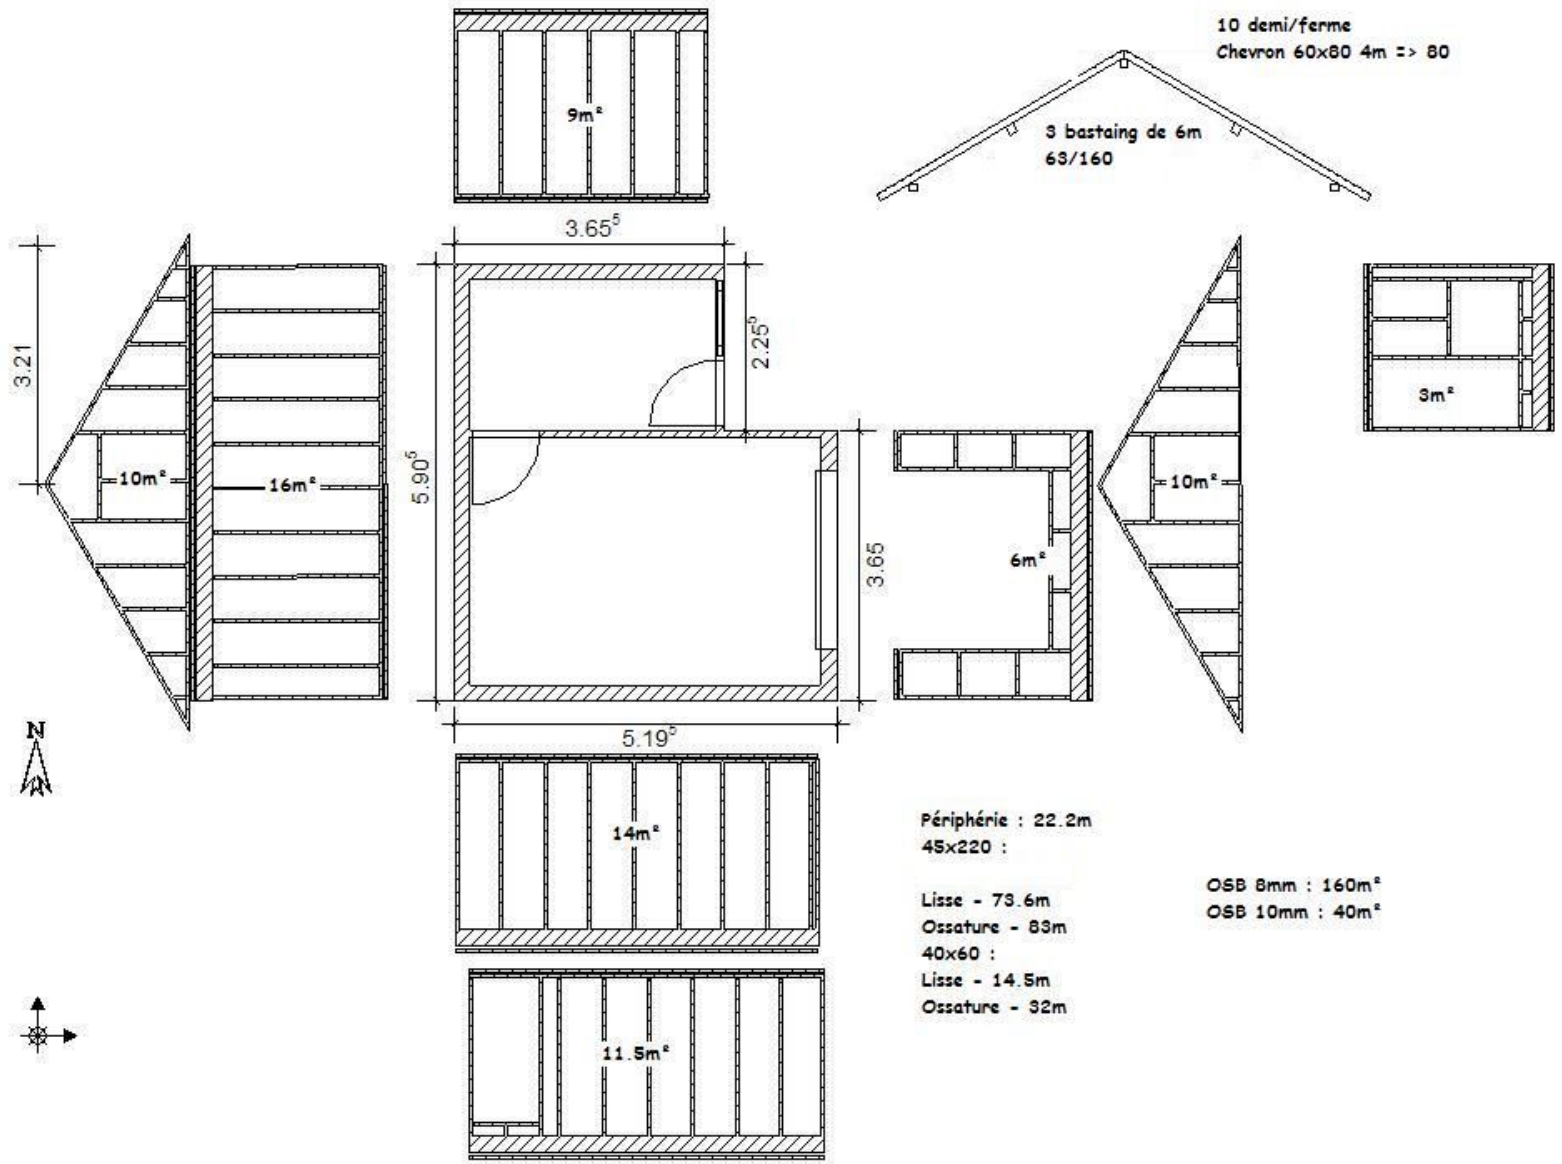 10 demi/ferme
Chevron 60x80 4m => 80
9m²
3 bastaing de 6m
63/160
3.65⁵
3.21
2.25⁵
3m²
10m²
16m²
5.90⁵
10m²
3.65
6m²
N
5.19⁵
14m²
Périphérie : 22.2m
45x220 :
Lisse - 73.6m
Ossature - 83m
40x60 :
Lisse - 14.5m
Ossature - 32m
OSB 8mm : 160m²
OSB 10mm : 40m²
11.5m²